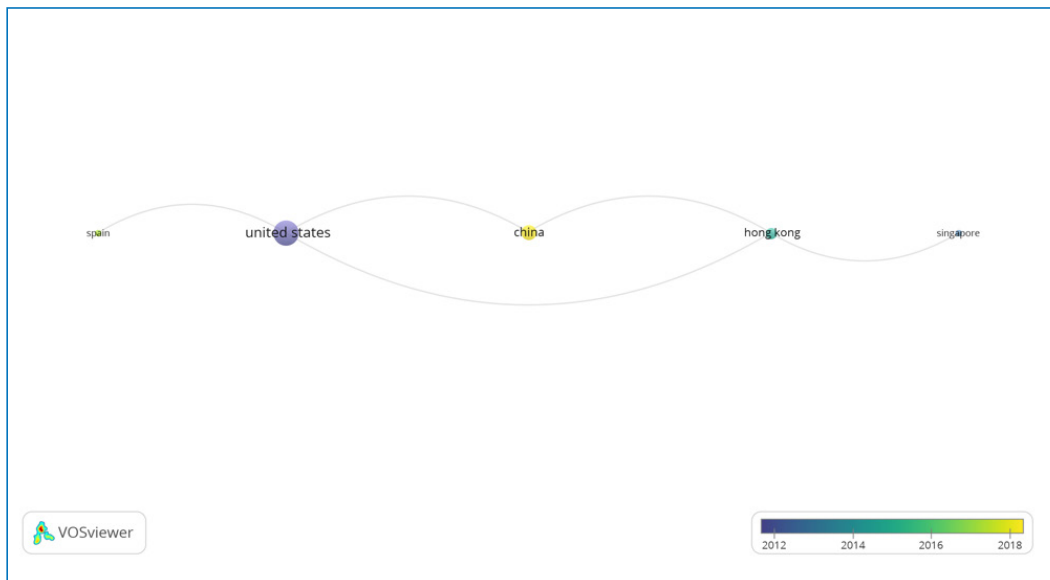 spain
united states
china
hong kong
singapore
VOSviewer
2012
2014
2016
2018